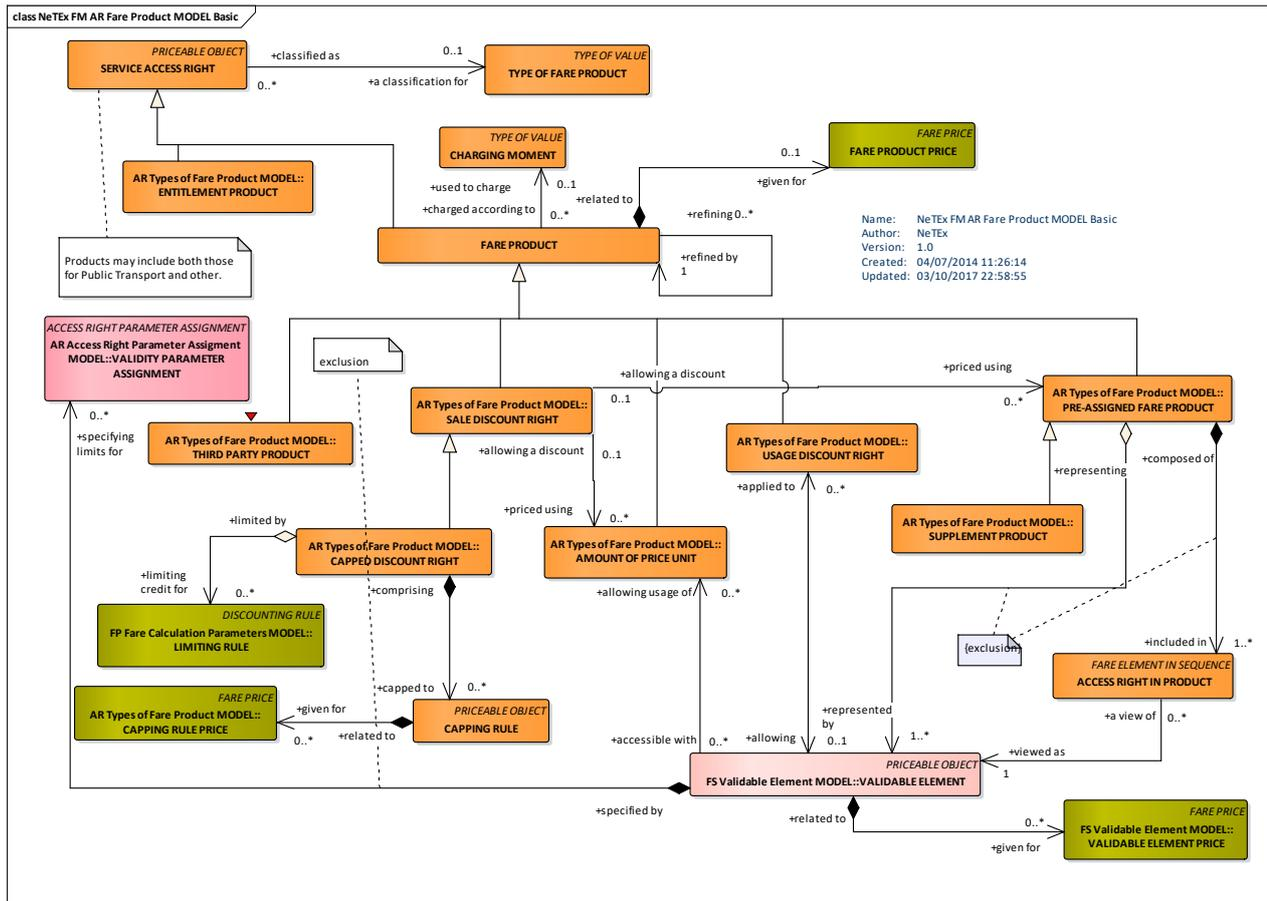 class NeTEx FM AR Fare Product MODEL Basic
PRICEABLE OBJECT
SERVICE ACCESS RIGHT
+classified as
0..1
0..*
+a classification for
TYPE OF VALUE
TYPE OF FARE PRODUCT
TYPE OF VALUE
CHARGING MOMENT
FARE PRICE
FARE PRODUCT PRICE
0..1
+given for
AR Types of Fare Product MODEL::
ENTITLEMENT PRODUCT
+used to charge
0..1
+charged according to
0..*
+related to
+refining 0..*
FARE PRODUCT
+refined by
1
Name: NeTEx FM AR Fare Product MODEL Basic
Author: NeTEx
Version: 1.0
Created: 04/07/2014 11:26:14
Updated: 03/10/2017 22:58:55
Products may include both those
for Public Transport and other.
ACCESS RIGHT PARAMETER ASSIGNMENT
AR Access Right Parameter Assigment
MODEL::VALIDITY PARAMETER
ASSIGNMENT
exclusion
+allowing a discount
0..1
+priced using
0..*
AR Types of Fare Product MODEL::
SALE DISCOUNT RIGHT
AR Types of Fare Product MODEL::
PRE-ASSIGNED FARE PRODUCT
0..*
+specifying
limits for
AR Types of Fare Product MODEL::
THIRD PARTY PRODUCT
AR Types of Fare Product MODEL::
USAGE DISCOUNT RIGHT
+allowing a discount
0..1
+priced using
0..*
+applied to
0..*
+representing
+composed of
+limited by
AR Types of Fare Product MODEL::
CAPPED DISCOUNT RIGHT
AR Types of Fare Product MODEL::
AMOUNT OF PRICE UNIT
AR Types of Fare Product MODEL::
SUPPLEMENT PRODUCT
+limiting
credit for
0..*
+comprising
+allowing usage of
0..*
DISCOUNTING RULE
FP Fare Calculation Parameters MODEL::
LIMITING RULE
{exclusion}
+included in
1..*
FARE ELEMENT IN SEQUENCE
ACCESS RIGHT IN PRODUCT
FARE PRICE
AR Types of Fare Product MODEL::
CAPPING RULE PRICE
+given for
0..*
+related to
+capped to
0..*
PRICEABLE OBJECT
CAPPING RULE
+accessible with
0..*
+allowing
0..1
+represented
by
1..*
+a view of
0..*
+viewed as
1
PRICEABLE OBJECT
FS Validable Element MODEL::VALIDABLE ELEMENT
+specified by
+related to
0..*
+given for
FARE PRICE
FS Validable Element MODEL::
VALIDABLE ELEMENT PRICE